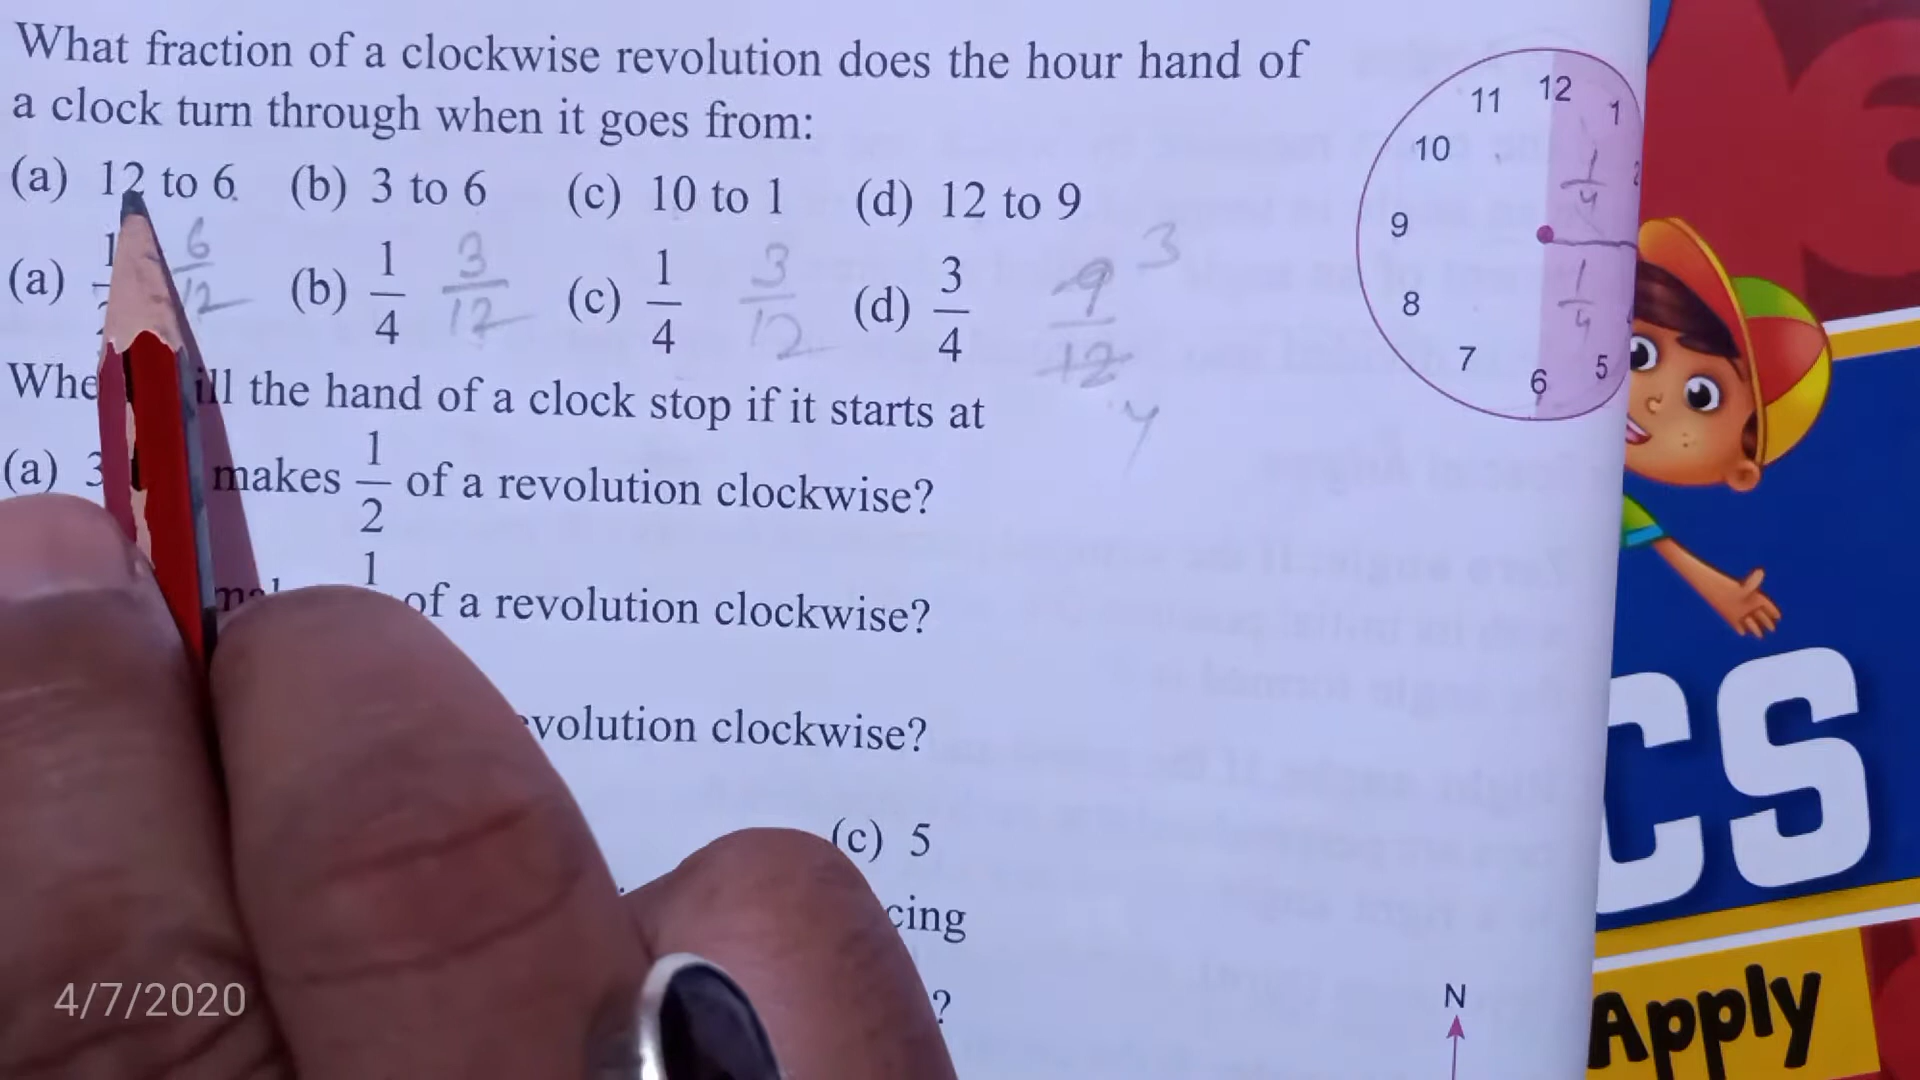 What fraction of a clockwise revolution does the hour hand of
a clock turn through when it goes from:
(a) 12 to 6 (b) 3 to 6 (c) 10 to 1 (d) 12 to 9
(a) 1 6/12 (b) 1/4 3/12 (c) 1/4 3/12 (d) 3/4 9/12 3 4
the hand of a clock stop if it starts at
(a) 3 makes 1/2 of a revolution clockwise?
1 of a revolution clockwise?
clockwise?
(c) 5
?
12
11 1
10 1/4
9
8 1/4
7 5
6
N
CS
Apply
4/7/2020